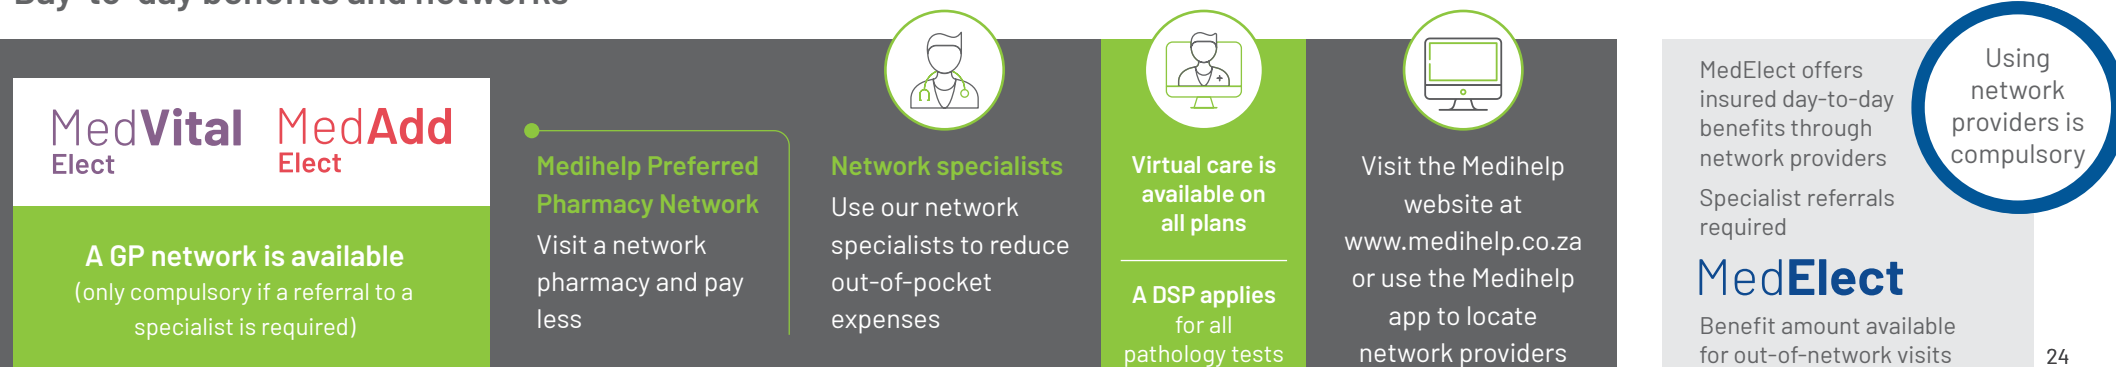 Day-to-day benefits and networks
MedVital
Elect
MedAdd
Elect
A GP network is available
(only compulsory if a referral to a
specialist is required)
Medihelp Preferred
Pharmacy Network
Visit a network
pharmacy and pay
less
Network specialists
Use our network
specialists to reduce
out-of-pocket
expenses
Virtual care is
available on
all plans
A DSP applies
for all
pathology tests
Visit the Medihelp
website at
www.medihelp.co.za
or use the Medihelp
app to locate
network providers
MedElect offers
insured day-to-day
benefits through
network providers
Specialist referrals
required
MedElect
Benefit amount available
for out-of-network visits
Using
network
providers is
compulsory
24